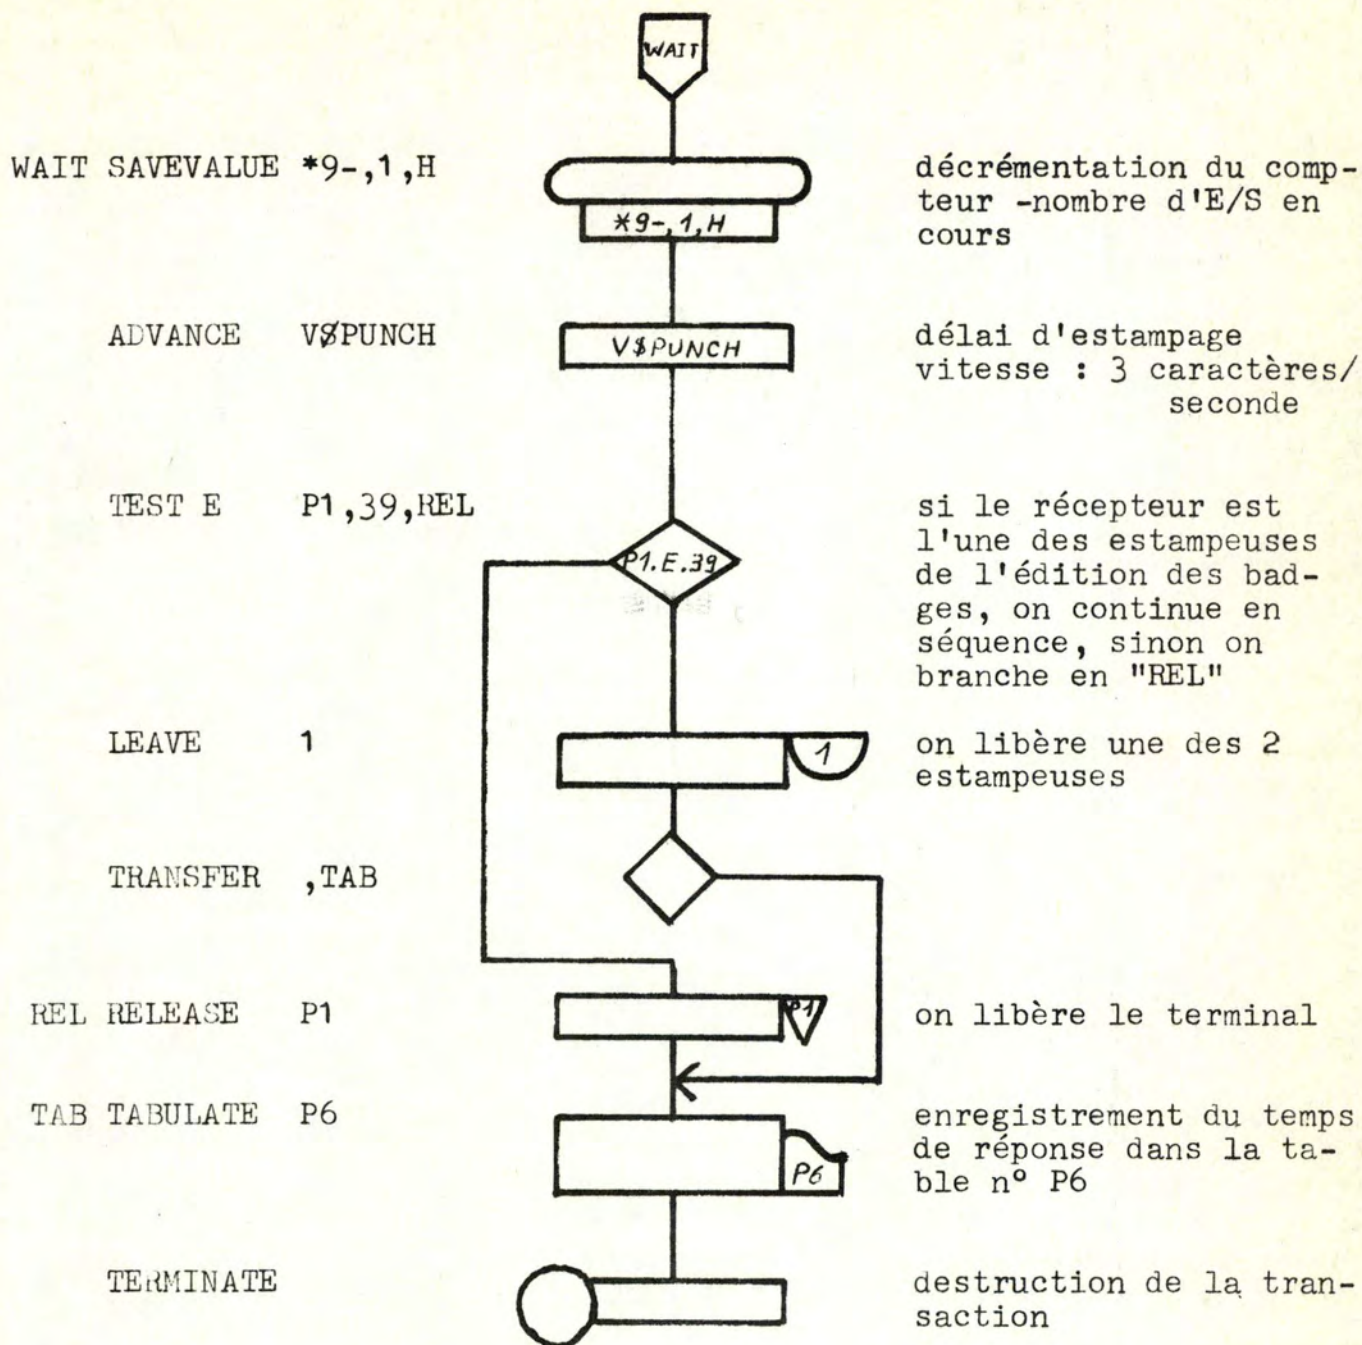 WAIT
WAIT SAVEVALUE *9-,1,H
*9-,1,H
décrémentation du comp-
teur -nombre d'E/S en
cours
ADVANCE V$PUNCH
V$PUNCH
délai d'estampage
vitesse : 3 caractères/
seconde
TEST E P1,39,REL
P1.E.39
si le récepteur est
l'une des estampeuses
de l'édition des bad-
ges, on continue en
séquence, sinon on
branche en "REL"
LEAVE 1
1
on libère une des 2
estampeuses
TRANSFER ,TAB
REL RELEASE P1
P1
on libère le terminal
TAB TABULATE P6
P6
enregistrement du temps
de réponse dans la ta-
ble nº P6
TERMINATE
destruction de la tran-
saction